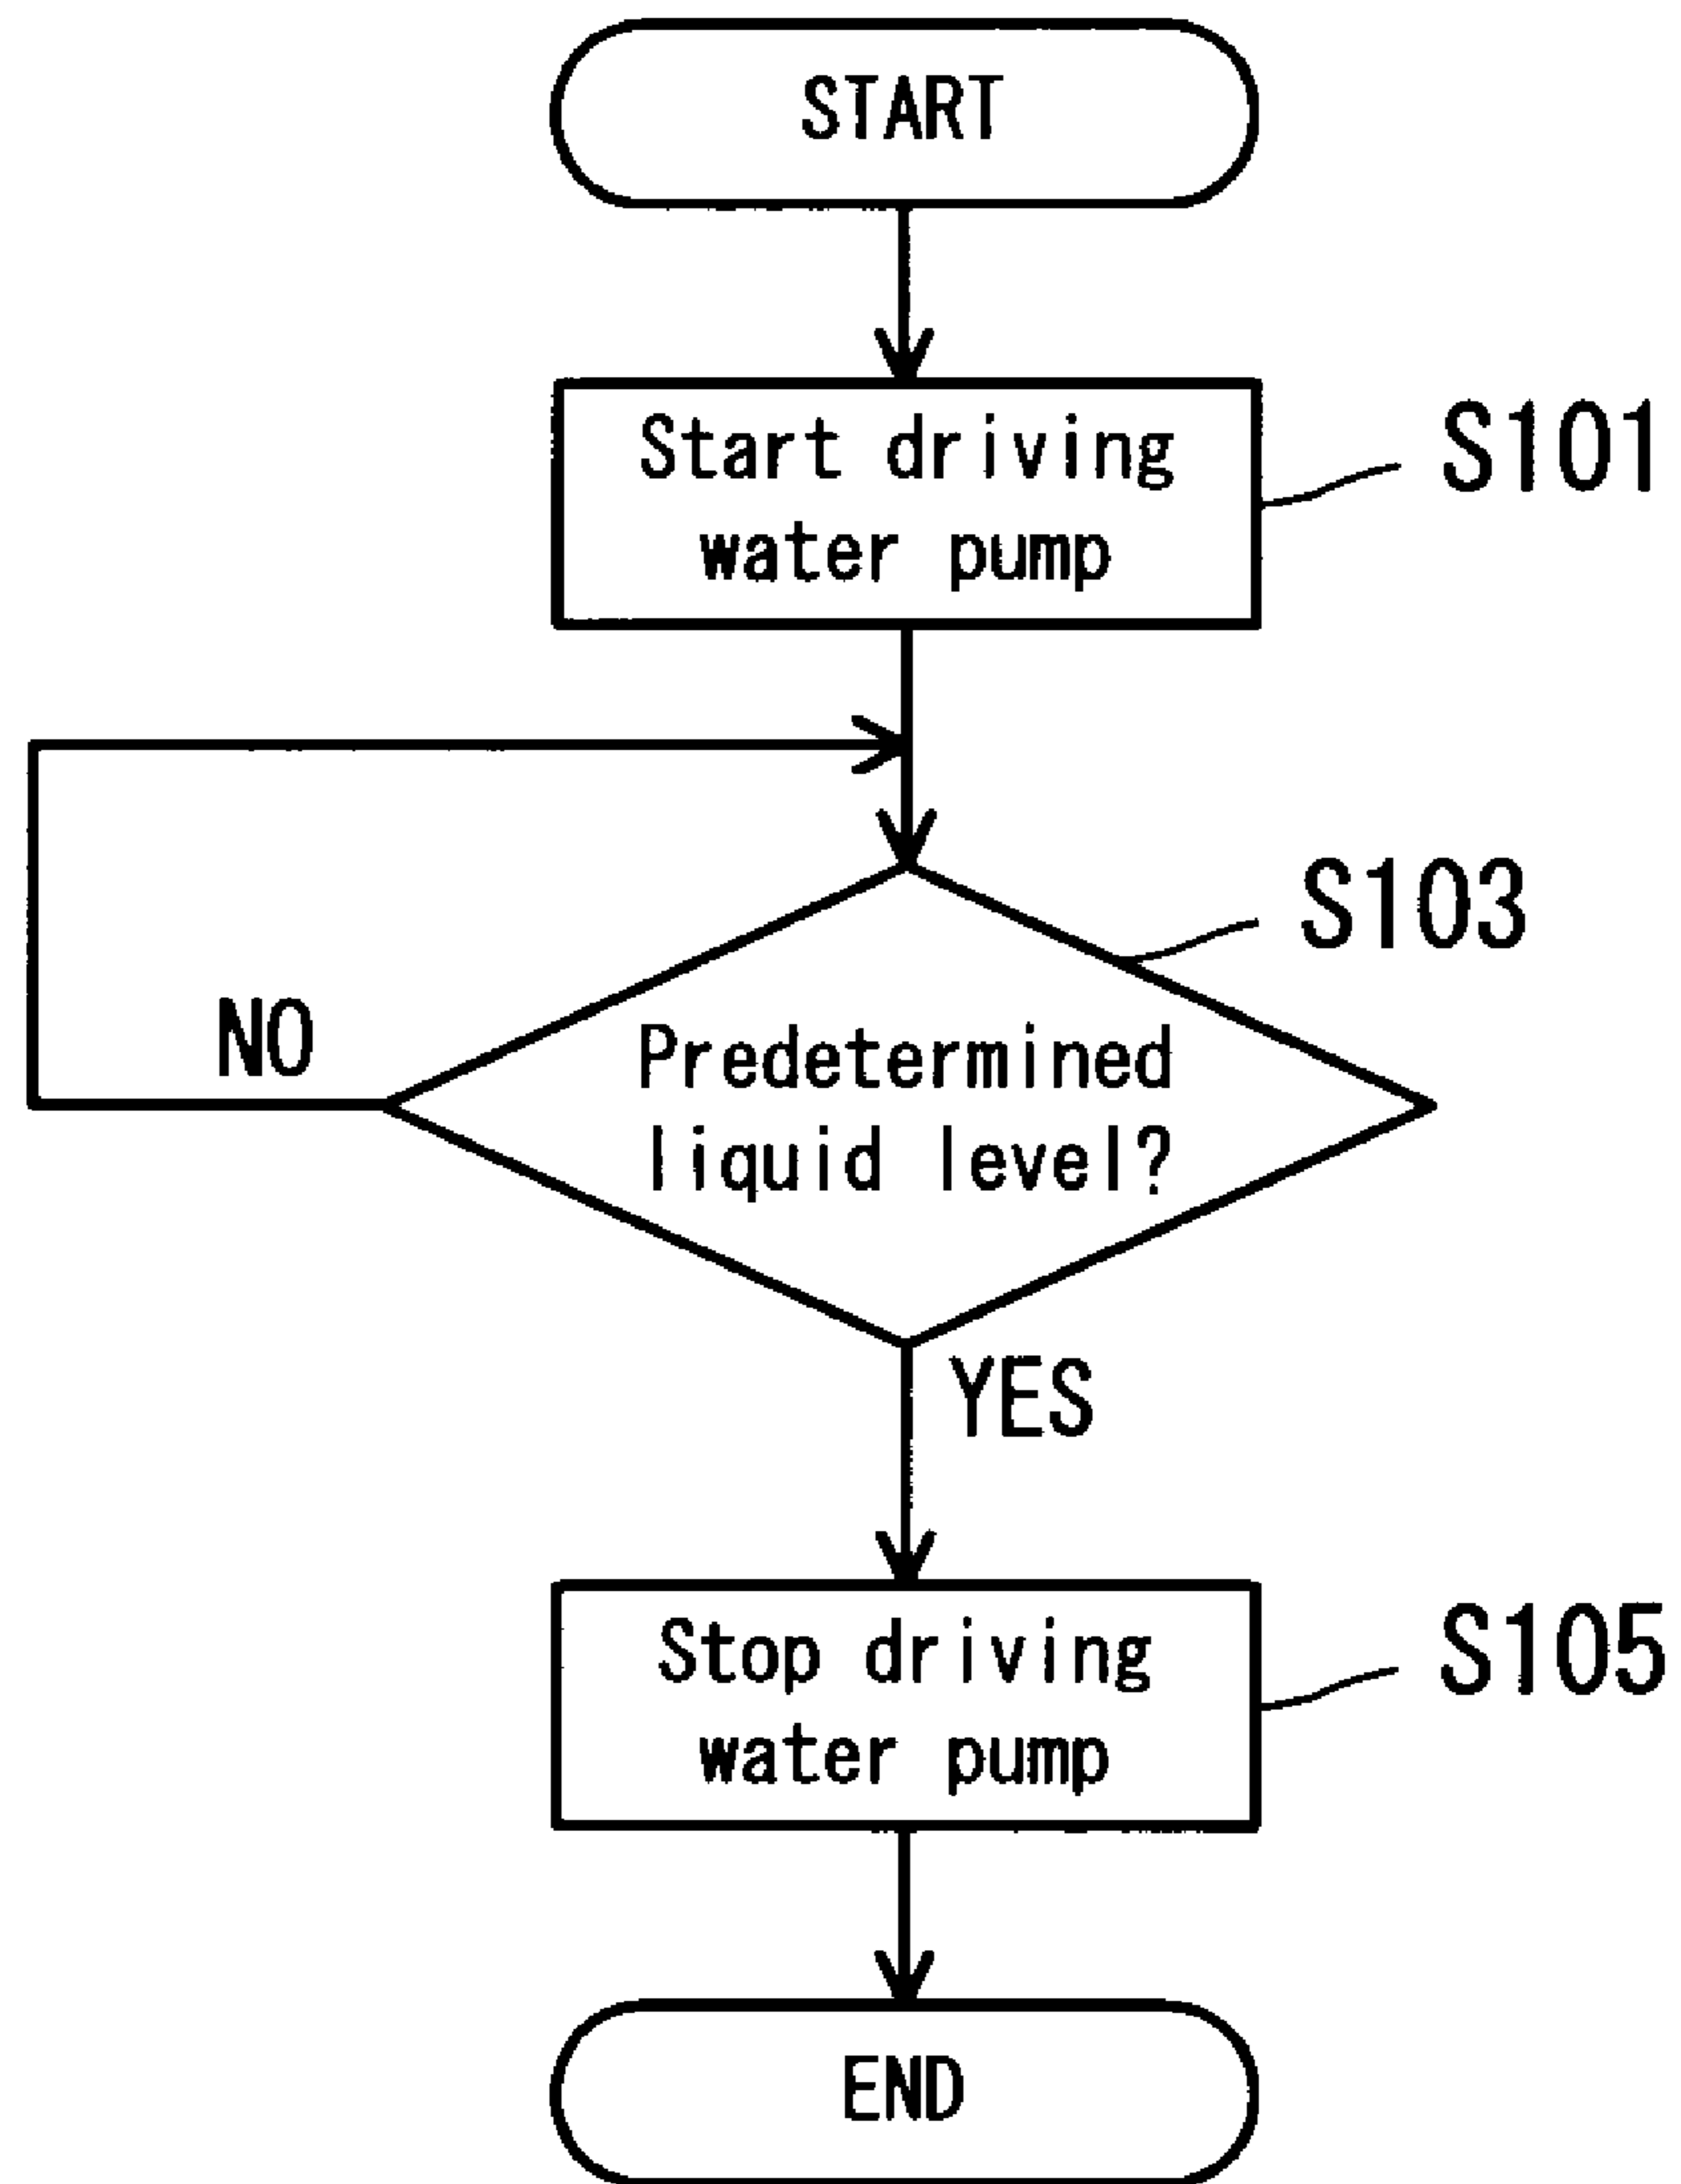 START
Start driving
water pump
S101
S103
NO
Predetermined
liquid level?
YES
Stop driving
water pump
S105
END